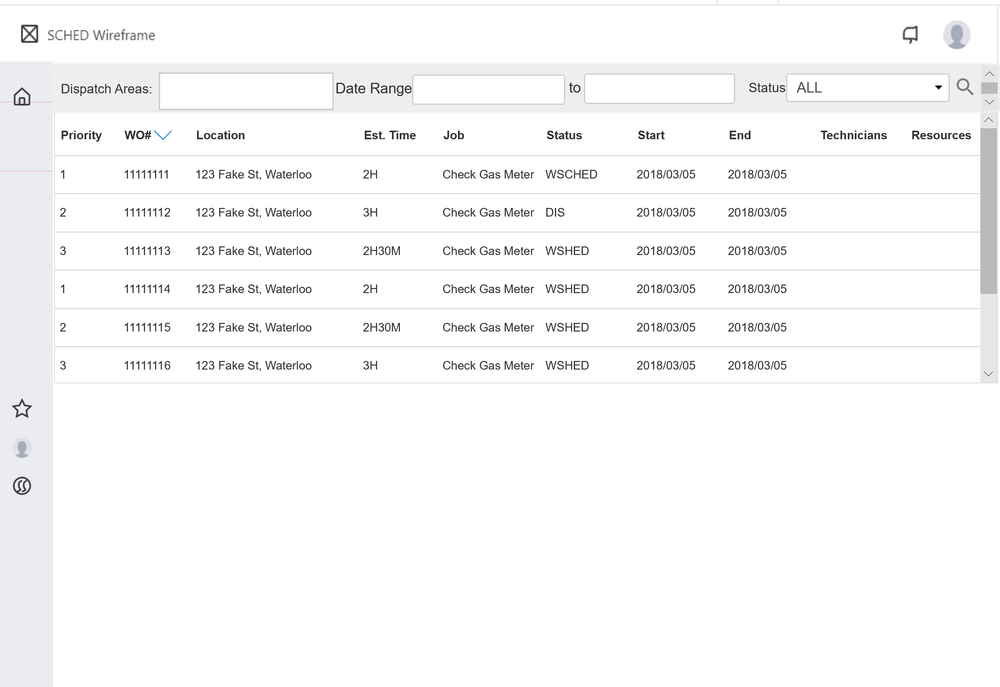 SCHED Wireframe
Dispatch Areas: Date Range to Status ALL
Priority WO# Location Est. Time Job Status Start End Technicians Resources
1 11111111 123 Fake St, Waterloo 2H Check Gas Meter WSCHED 2018/03/05 2018/03/05
2 11111112 123 Fake St, Waterloo 3H Check Gas Meter DIS 2018/03/05 2018/03/05
3 11111113 123 Fake St, Waterloo 2H30M Check Gas Meter WSHED 2018/03/05 2018/03/05
1 11111114 123 Fake St, Waterloo 2H Check Gas Meter WSHED 2018/03/05 2018/03/05
2 11111115 123 Fake St, Waterloo 2H30M Check Gas Meter WSHED 2018/03/05 2018/03/05
3 11111116 123 Fake St, Waterloo 3H Check Gas Meter WSHED 2018/03/05 2018/03/05